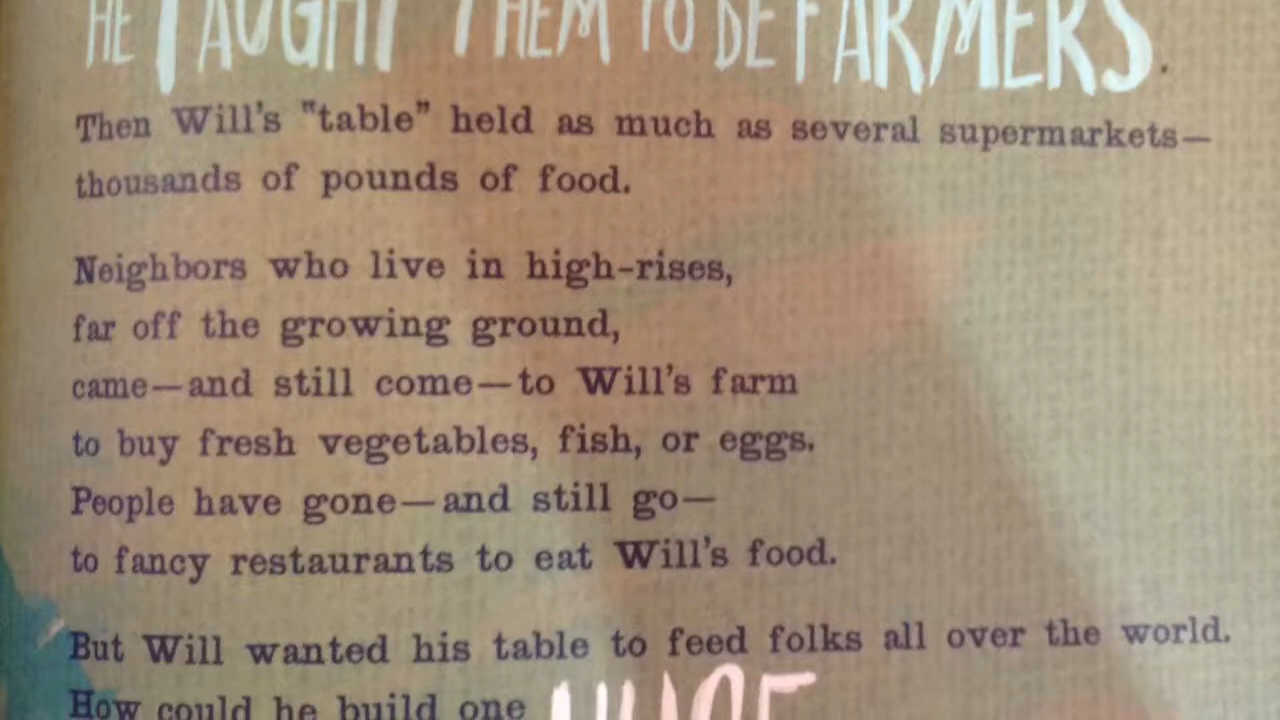 HE TAUGHT THEM TO BE FARMERS.
Then Will's "table" held as much as several supermarkets—
thousands of pounds of food.
Neighbors who live in high-rises,
far off the growing ground,
came—and still come—to Will's farm
to buy fresh vegetables, fish, or eggs.
People have gone—and still go—
to fancy restaurants to eat Will's food.
But Will wanted his table to feed folks all over the world.
How could he build one